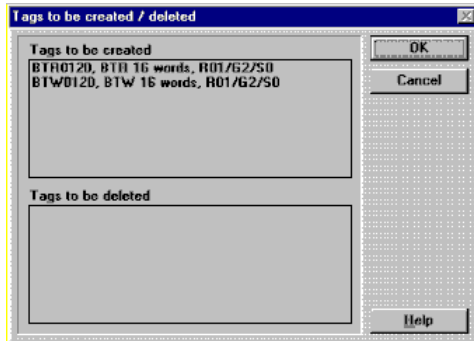 Tags to be created / deleted
Tags to be created
BTR0120, BTR 16 words, R01/G2/S0
BTW0120, BTW 16 words, R01/G2/S0
Tags to be deleted
OK
Cancel
Help